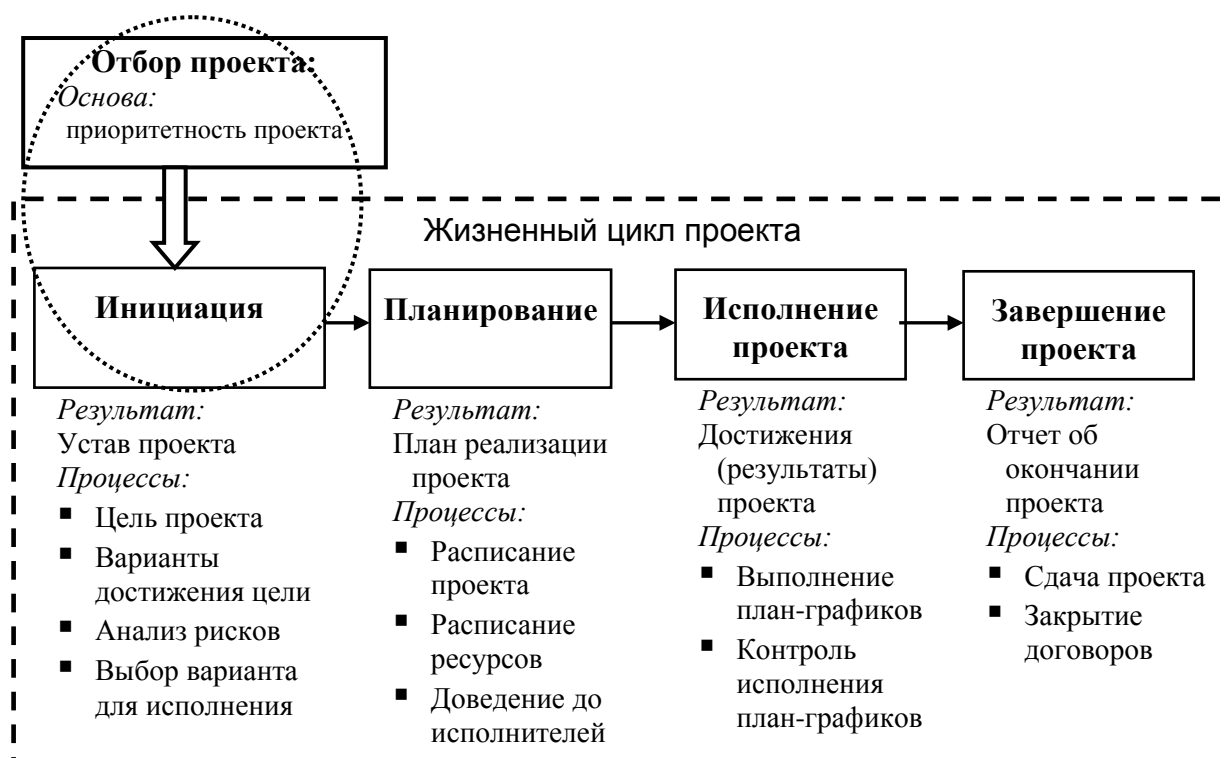 Отбор проекта:
Основа:
приоритетность проекта
Жизненный цикл проекта
Инициация
Результат:
Устав проекта
Процессы:
▪ Цель проекта
▪ Варианты
достижения цели
▪ Анализ рисков
▪ Выбор варианта
для исполнения
Планирование
Результат:
План реализации
проекта
Процессы:
▪ Расписание
проекта
▪ Расписание
ресурсов
▪ Доведение до
исполнителей
Исполнение
проекта
Результат:
Достижения
(результаты)
проекта
Процессы:
▪ Выполнение
план-графиков
▪ Контроль
исполнения
план-графиков
Завершение
проекта
Результат:
Отчет об
окончании
проекта
Процессы:
▪ Сдача проекта
▪ Закрытие
договоров